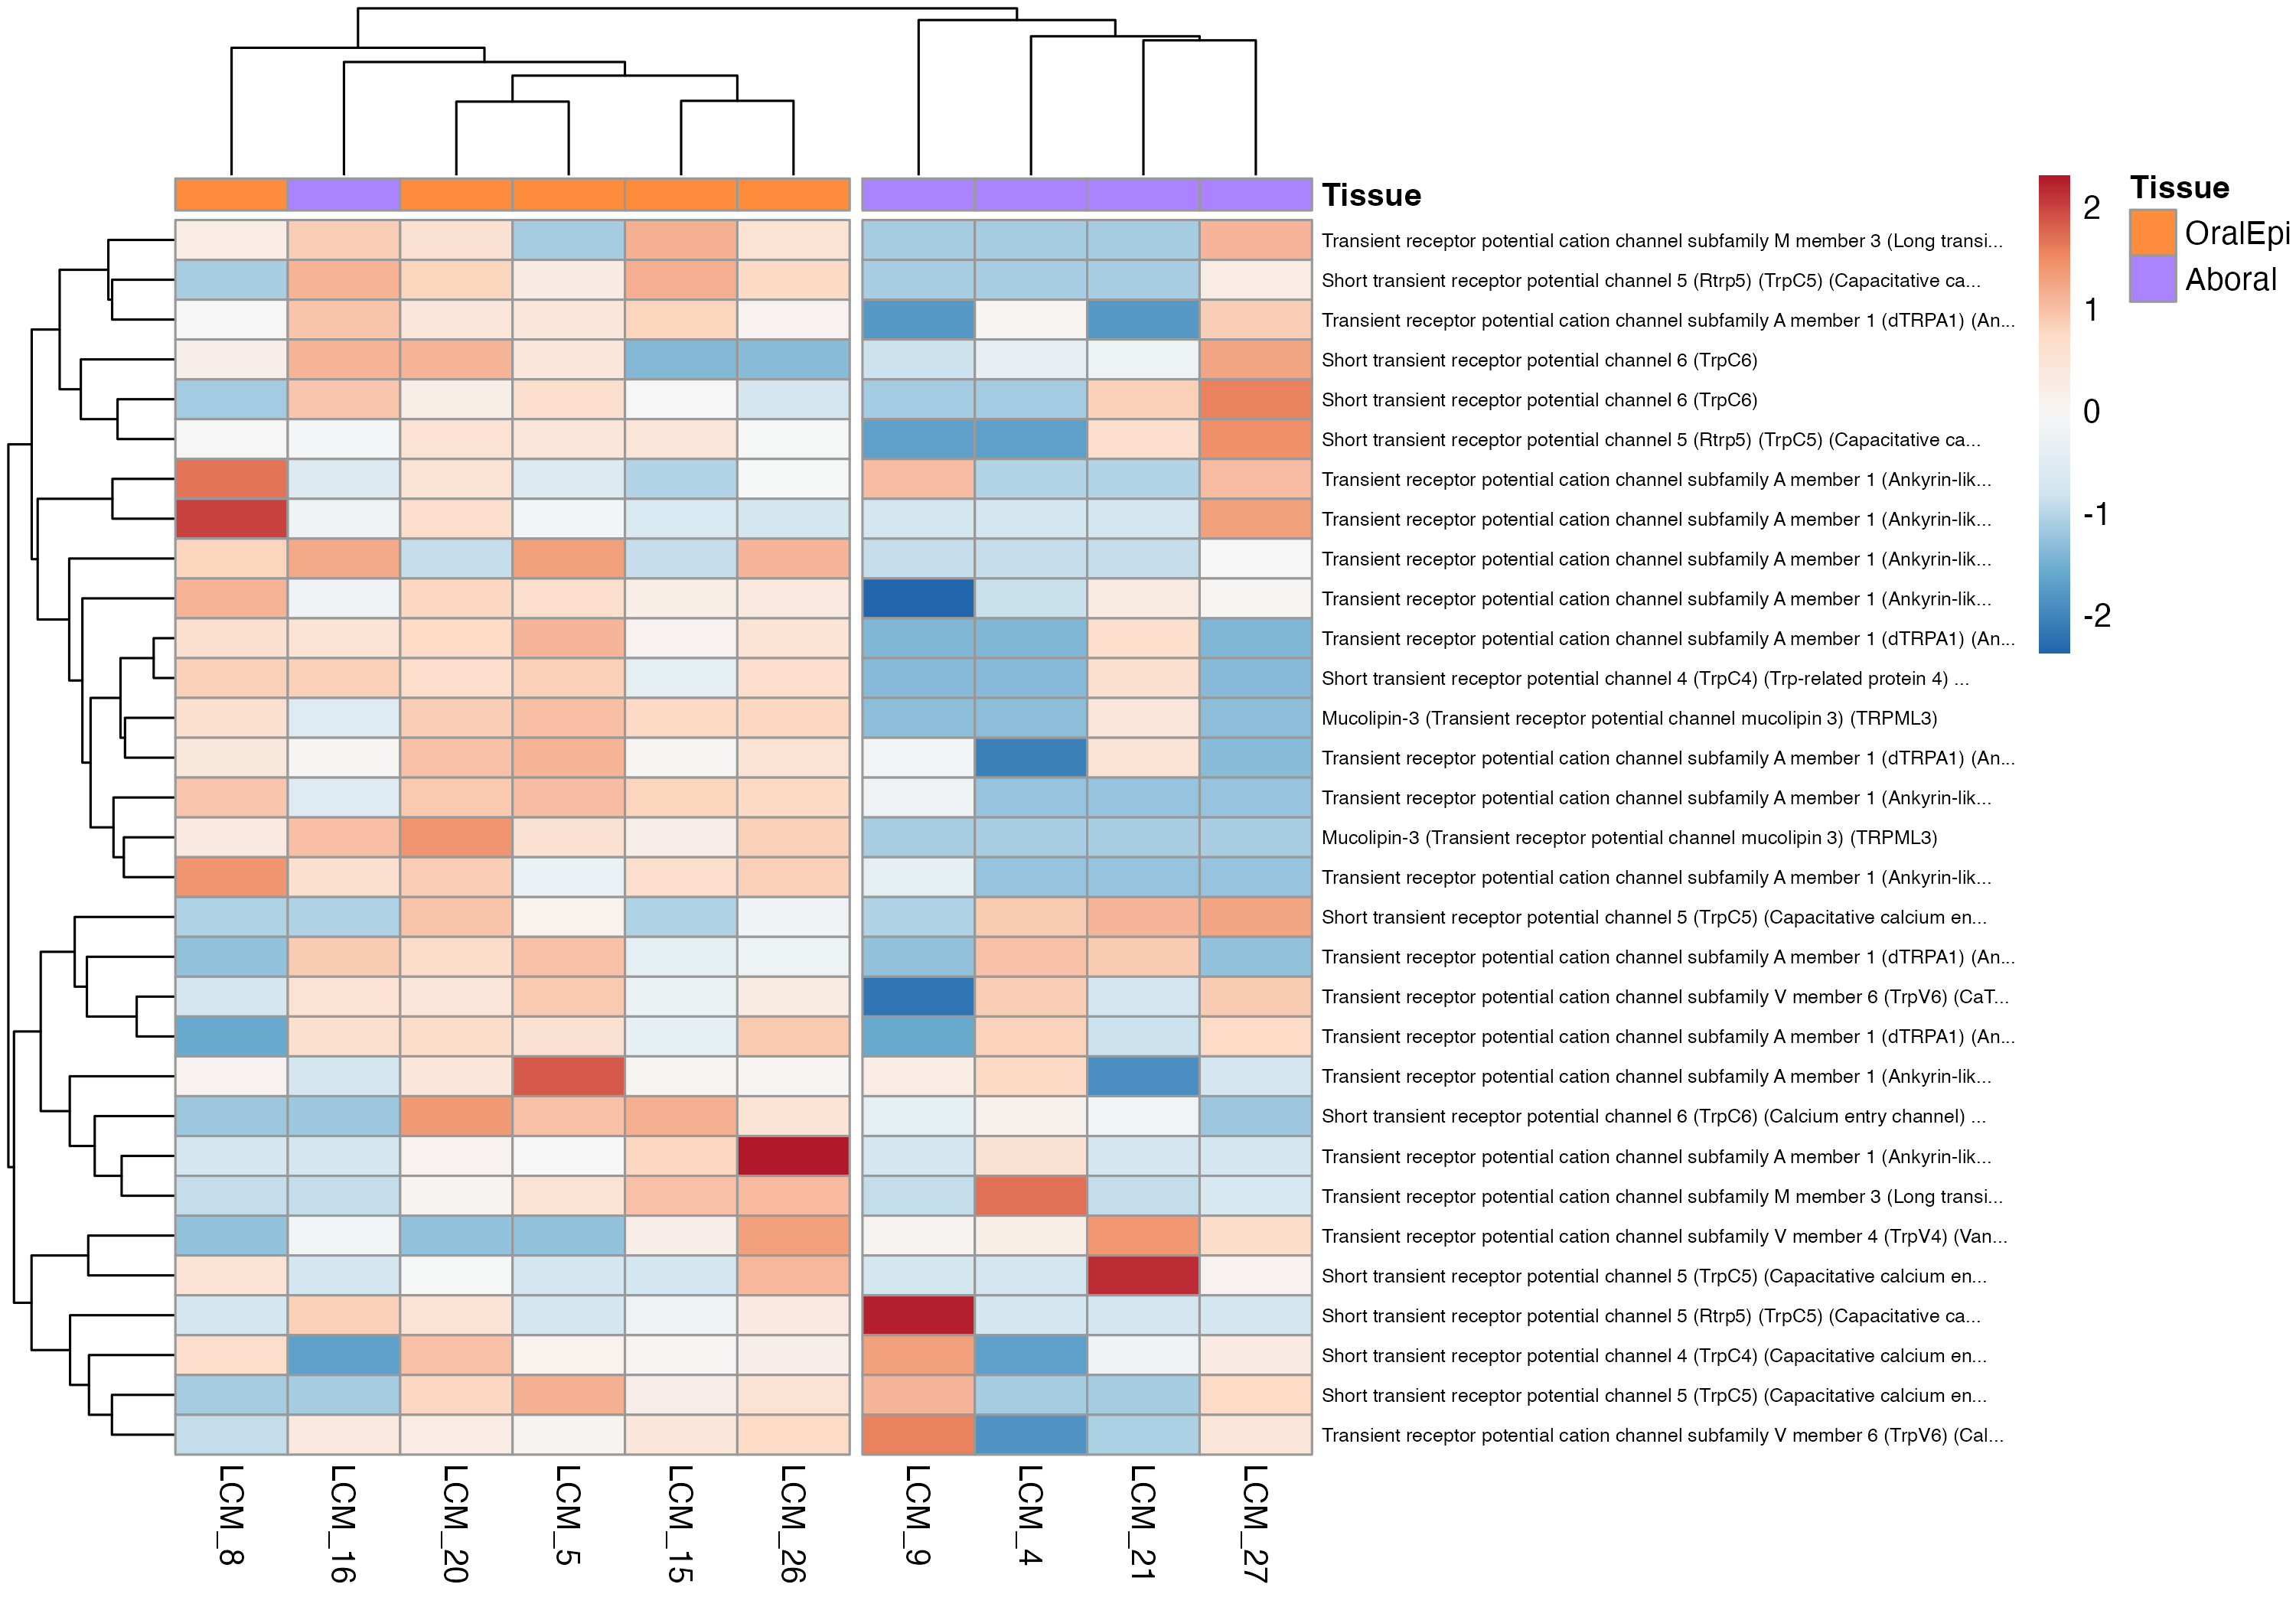 Tissue
Transient receptor potential cation channel subfamily M member 3 (Long transi...
Short transient receptor potential channel 5 (Rtrp5) (TrpC5) (Capacitative ca...
Transient receptor potential cation channel subfamily A member 1 (dTRPA1) (An...
Short transient receptor potential channel 6 (TrpC6)
Short transient receptor potential channel 6 (TrpC6)
Short transient receptor potential channel 5 (Rtrp5) (TrpC5) (Capacitative ca...
Transient receptor potential cation channel subfamily A member 1 (Ankyrin-lik...
Transient receptor potential cation channel subfamily A member 1 (Ankyrin-lik...
Transient receptor potential cation channel subfamily A member 1 (Ankyrin-lik...
Transient receptor potential cation channel subfamily A member 1 (Ankyrin-lik...
Transient receptor potential cation channel subfamily A member 1 (dTRPA1) (An...
Short transient receptor potential channel 4 (TrpC4) (Trp-related protein 4) ...
Mucolipin-3 (Transient receptor potential channel mucolipin 3) (TRPML3)
Transient receptor potential cation channel subfamily A member 1 (dTRPA1) (An...
Transient receptor potential cation channel subfamily A member 1 (Ankyrin-lik...
Mucolipin-3 (Transient receptor potential channel mucolipin 3) (TRPML3)
Transient receptor potential cation channel subfamily A member 1 (Ankyrin-lik...
Short transient receptor potential channel 5 (TrpC5) (Capacitative calcium en...
Transient receptor potential cation channel subfamily A member 1 (dTRPA1) (An...
Transient receptor potential cation channel subfamily V member 6 (TrpV6) (CaT...
Transient receptor potential cation channel subfamily A member 1 (dTRPA1) (An...
Transient receptor potential cation channel subfamily A member 1 (Ankyrin-lik...
Short transient receptor potential channel 6 (TrpC6) (Calcium entry channel) ...
Transient receptor potential cation channel subfamily A member 1 (Ankyrin-lik...
Transient receptor potential cation channel subfamily M member 3 (Long transi...
Transient receptor potential cation channel subfamily V member 4 (TrpV4) (Van...
Short transient receptor potential channel 5 (TrpC5) (Capacitative calcium en...
Short transient receptor potential channel 5 (Rtrp5) (TrpC5) (Capacitative ca...
Short transient receptor potential channel 4 (TrpC4) (Capacitative calcium en...
Short transient receptor potential channel 5 (TrpC5) (Capacitative calcium en...
Transient receptor potential cation channel subfamily V member 6 (TrpV6) (Cal...
LCM_8
LCM_16
LCM_20
LCM_5
LCM_15
LCM_26
LCM_9
LCM_4
LCM_21
LCM_27
2
1
0
-1
-2
Tissue
OralEpi
Aboral